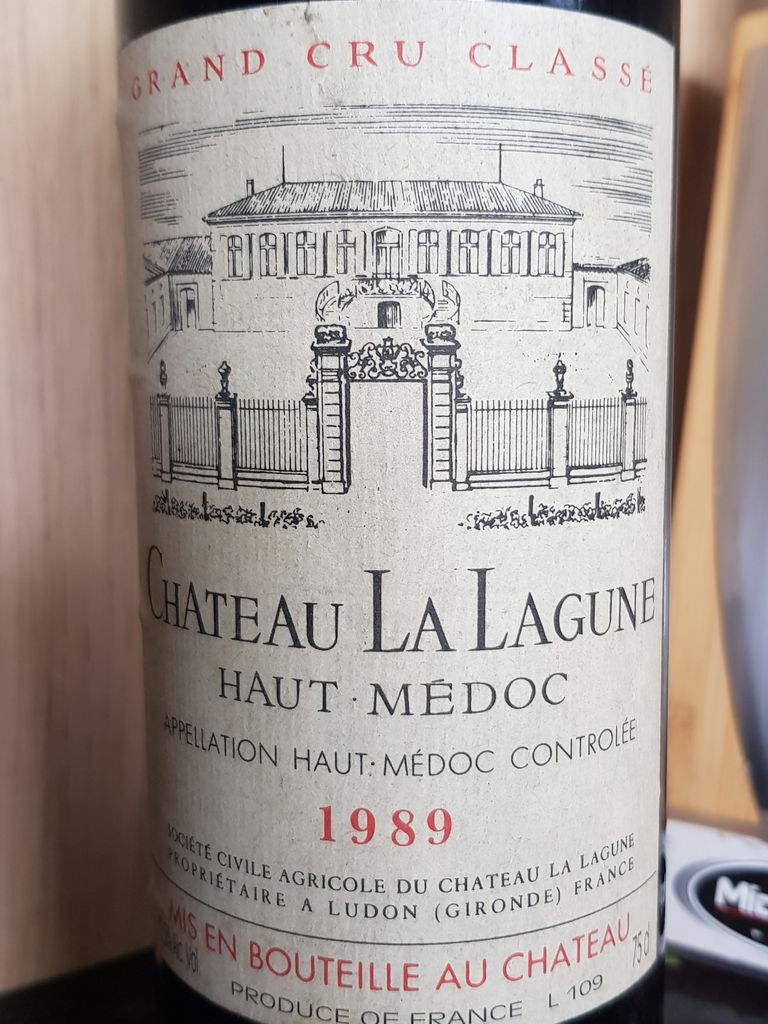 GRAND CRU CLASSÉ
CHATEAU LA LAGUNE
HAUT·MÉDOC
APPELLATION HAUT-MÉDOC CONTROLÉE
1989
SOCIÉTÉ CIVILE AGRICOLE DU CHATEAU LA LAGUNE
PROPRIÉTAIRE A LUDON (GIRONDE) FRANCE
MIS EN BOUTEILLE AU CHATEAU
VOL 75 cl
PRODUCE OF FRANCE L 109